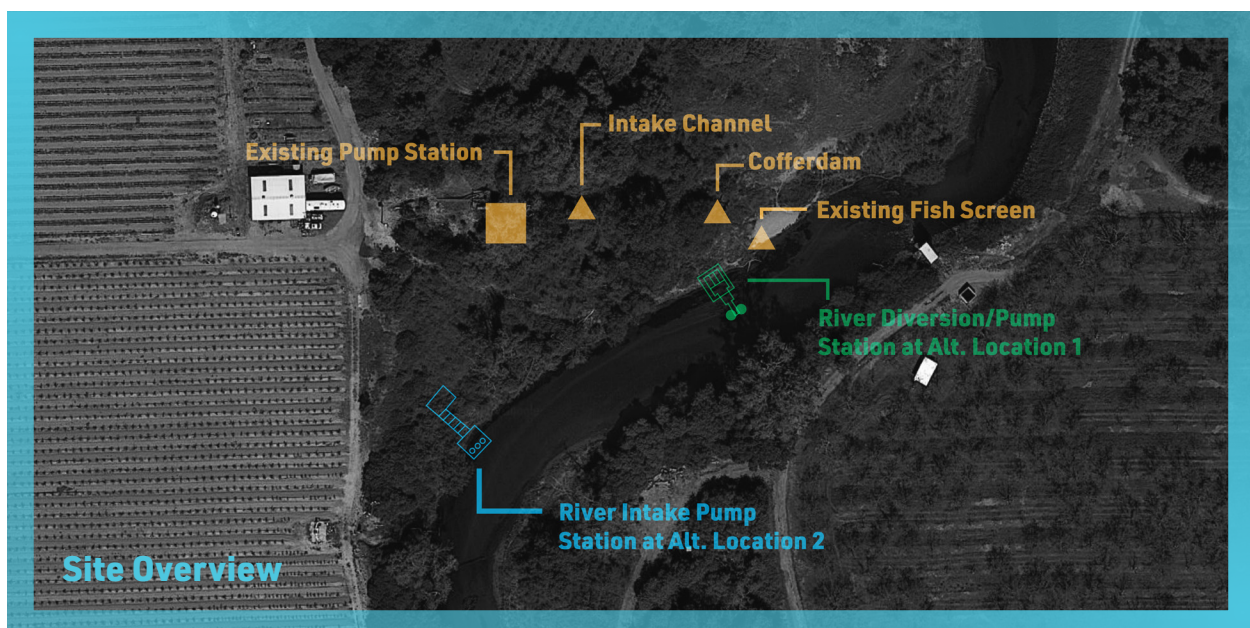 Intake Channel
Existing Pump Station
Cofferdam
Existing Fish Screen
River Diversion/Pump
Station at Alt. Location 1
River Intake Pump
Station at Alt. Location 2
Site Overview